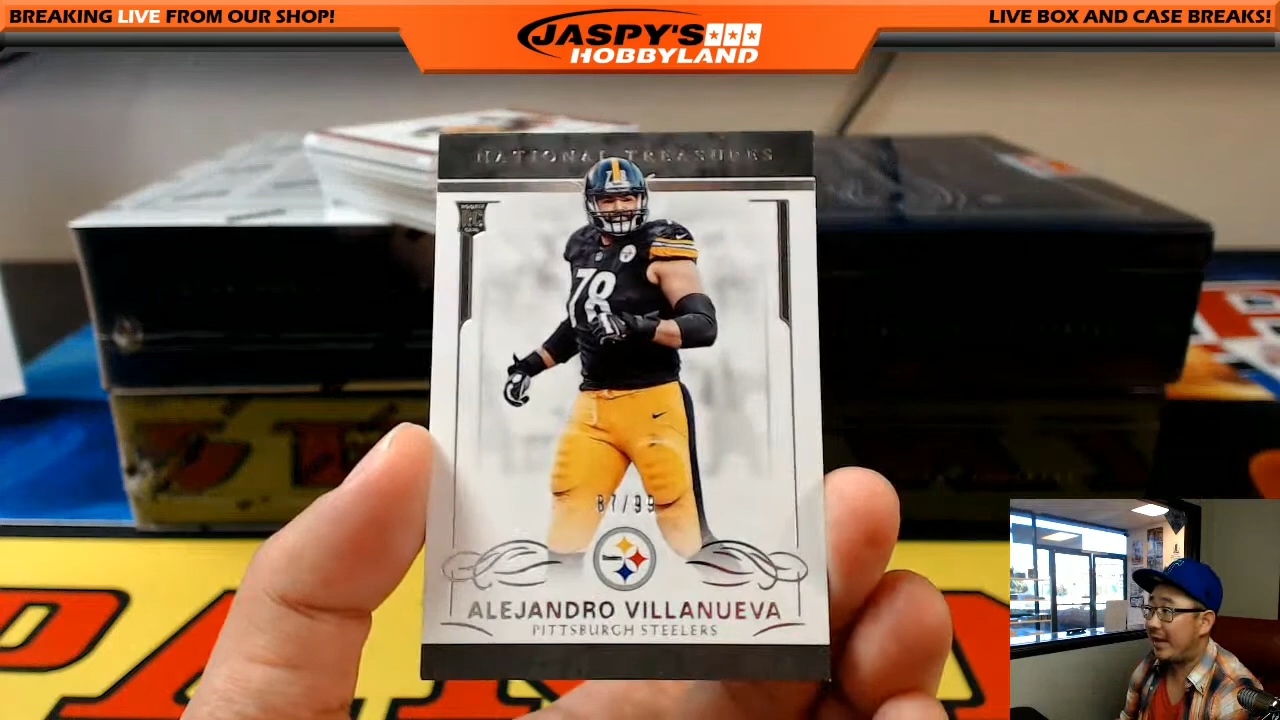 BREAKING LIVE FROM OUR SHOP!
JASPY'S
HOBBYLAND
LIVE BOX AND CASE BREAKS!
NATIONAL TREASURES
RC
78
87/99
Steelers
ALEJANDRO VILLANUEVA
PITTSBURGH STEELERS